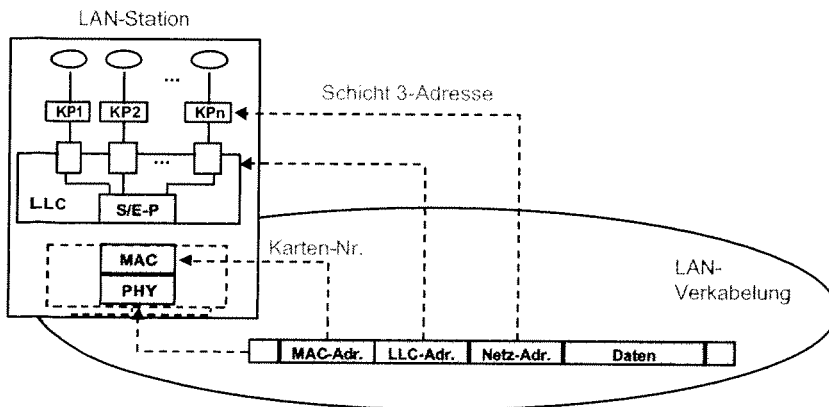 LAN-Station
...
KP1 KP2 KPn
Schicht 3-Adresse
...
LLC
S/E-P
MAC
PHY
Karten-Nr.
LAN-
Verkabelung
MAC-Adr. LLC-Adr. Netz-Adr. Daten